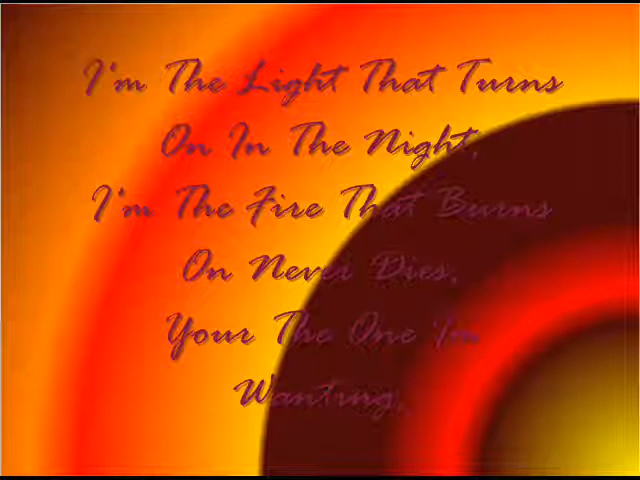 I'm The Light That Turns
On In The Night,
I'm The Fire That Burns
On Never Dies,
Your The One I'm
Wanting,